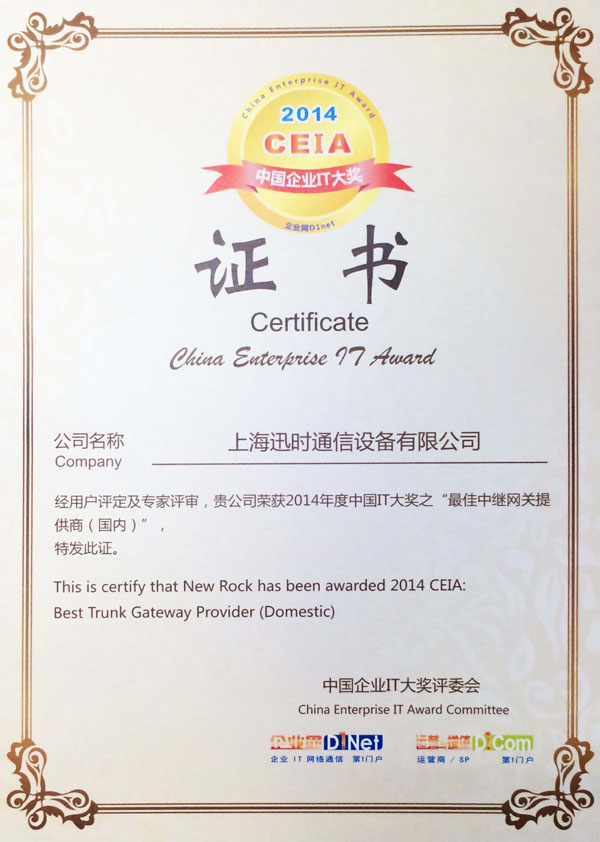 China Enterprise IT Award
2014
CEIA
中国企业IT大奖
企业网D1net
证 书
Certificate
China Enterprise IT Award
公司名称 上海迅时通信设备有限公司
Company
经用户评定及专家评审，贵公司荣获2014年度中国IT大奖之“最佳中继网关提
供商（国内）”，
特发此证。
This is certify that New Rock has been awarded 2014 CEIA:
Best Trunk Gateway Provider (Domestic)
中国企业IT大奖评委会
China Enterprise IT Award Committee
企业网D1Net 运营·增值D1Com
企业 IT 网络通信 第1门户 运营商 / SP 第1门户